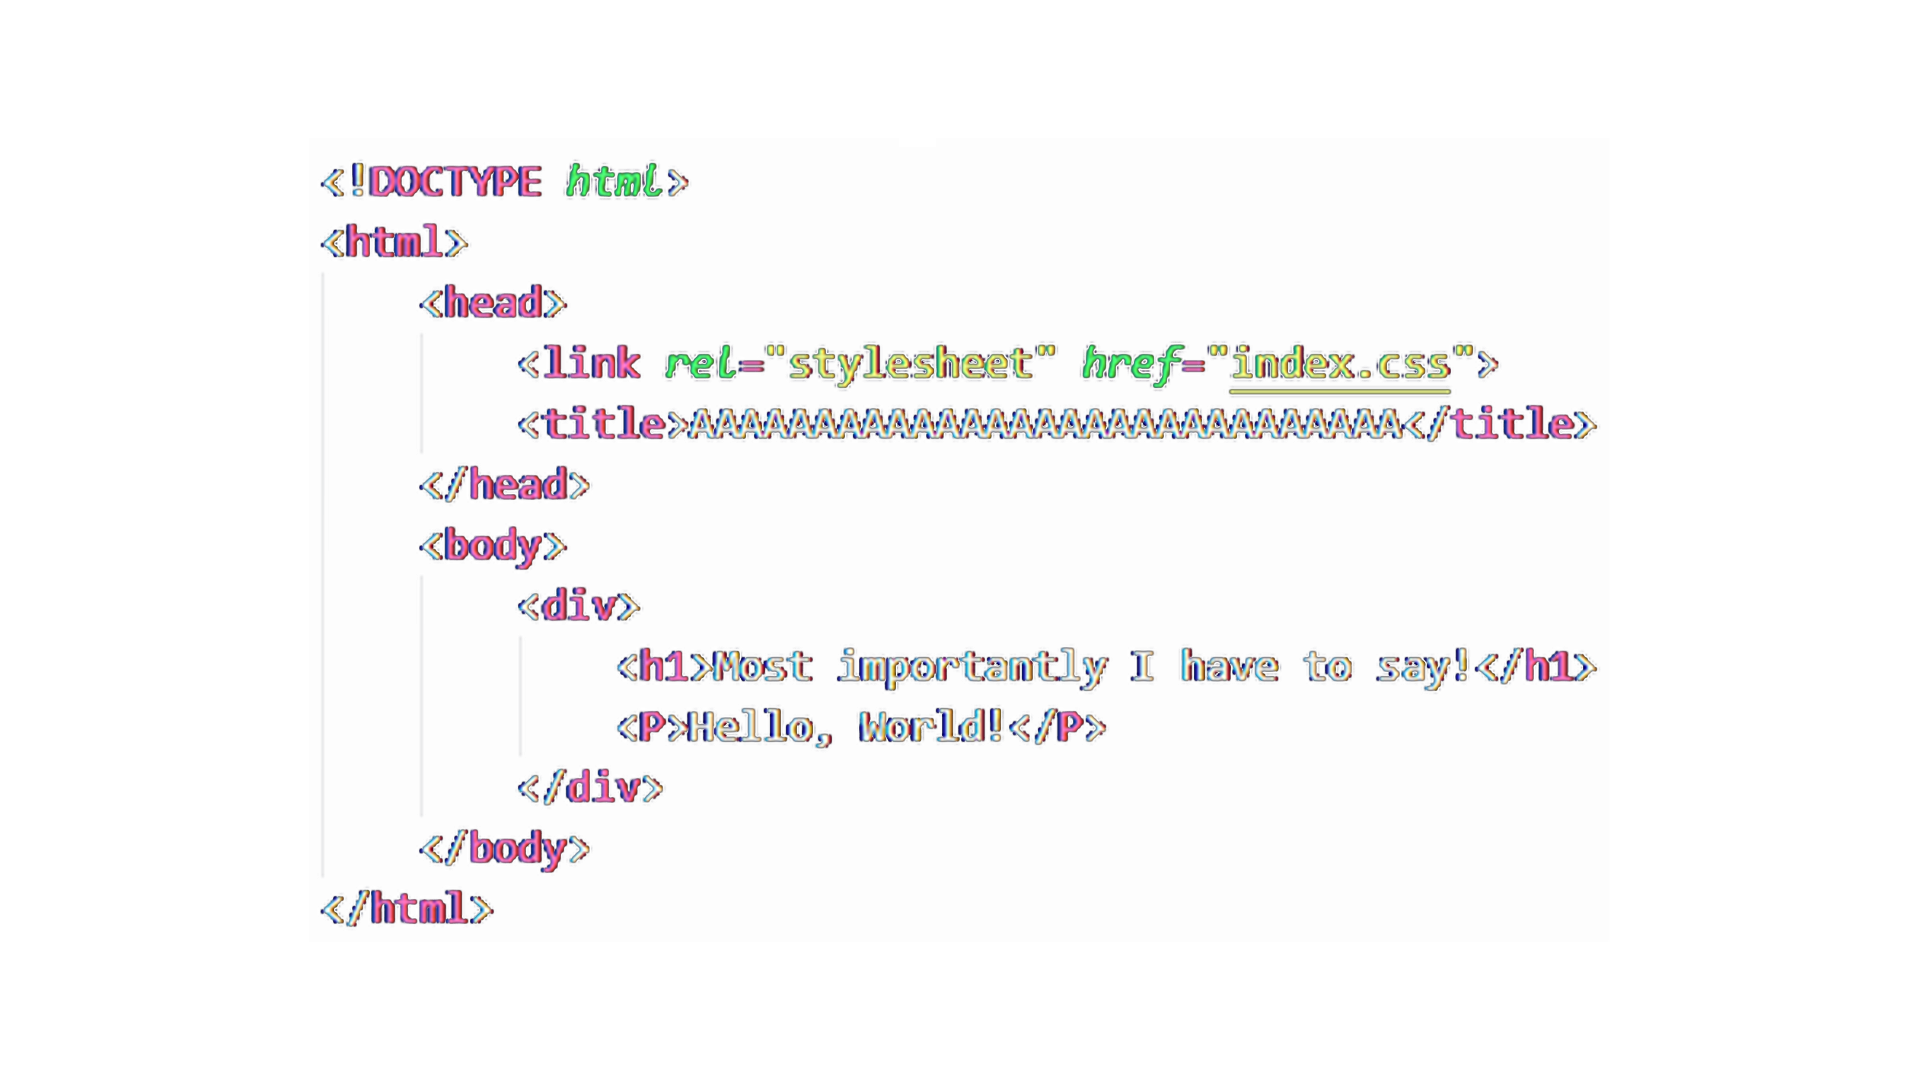 <!DOCTYPE html>
<html>
<head>
<link rel="stylesheet" href="index.css">
<title>AAAAAAAAAAAAAAAAAAAAAAAAAAAAA</title>
</head>
<body>
<div>
<h1>Most importantly I have to say!</h1>
<P>Hello, World!</P>
</div>
</body>
</html>